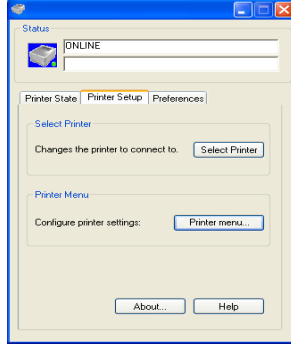 Status
ONLINE
Printer State Printer Setup Preferences
Select Printer
Changes the printer to connect to. Select Printer
Printer Menu
Configure printer settings: Printer menu...
About... Help